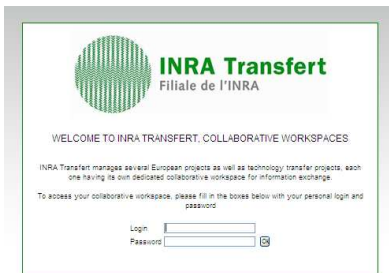 INRA Transfert
Filiale de l'INRA
WELCOME TO INRA TRANSFERT, COLLABORATIVE WORKSPACES
INRA Transfert manages several European projects as well as technology transfer projects, each
one having its own dedicated collaborative workspace for information exchange.
To access your collaborative workspace, please fill in the boxes below with your personal login and
password
Login
Password Ok